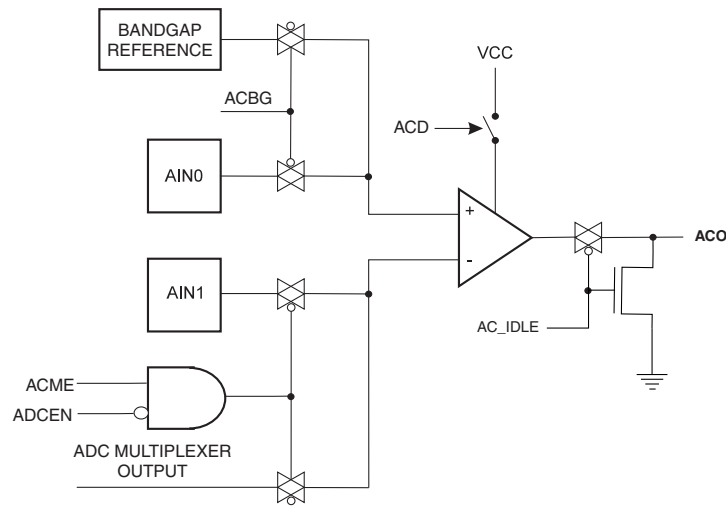 BANDGAP
REFERENCE
VCC
ACBG
ACD
AIN0
+
-
ACO
AIN1
AC_IDLE
ACME
ADCEN
ADC MULTIPLEXER
OUTPUT